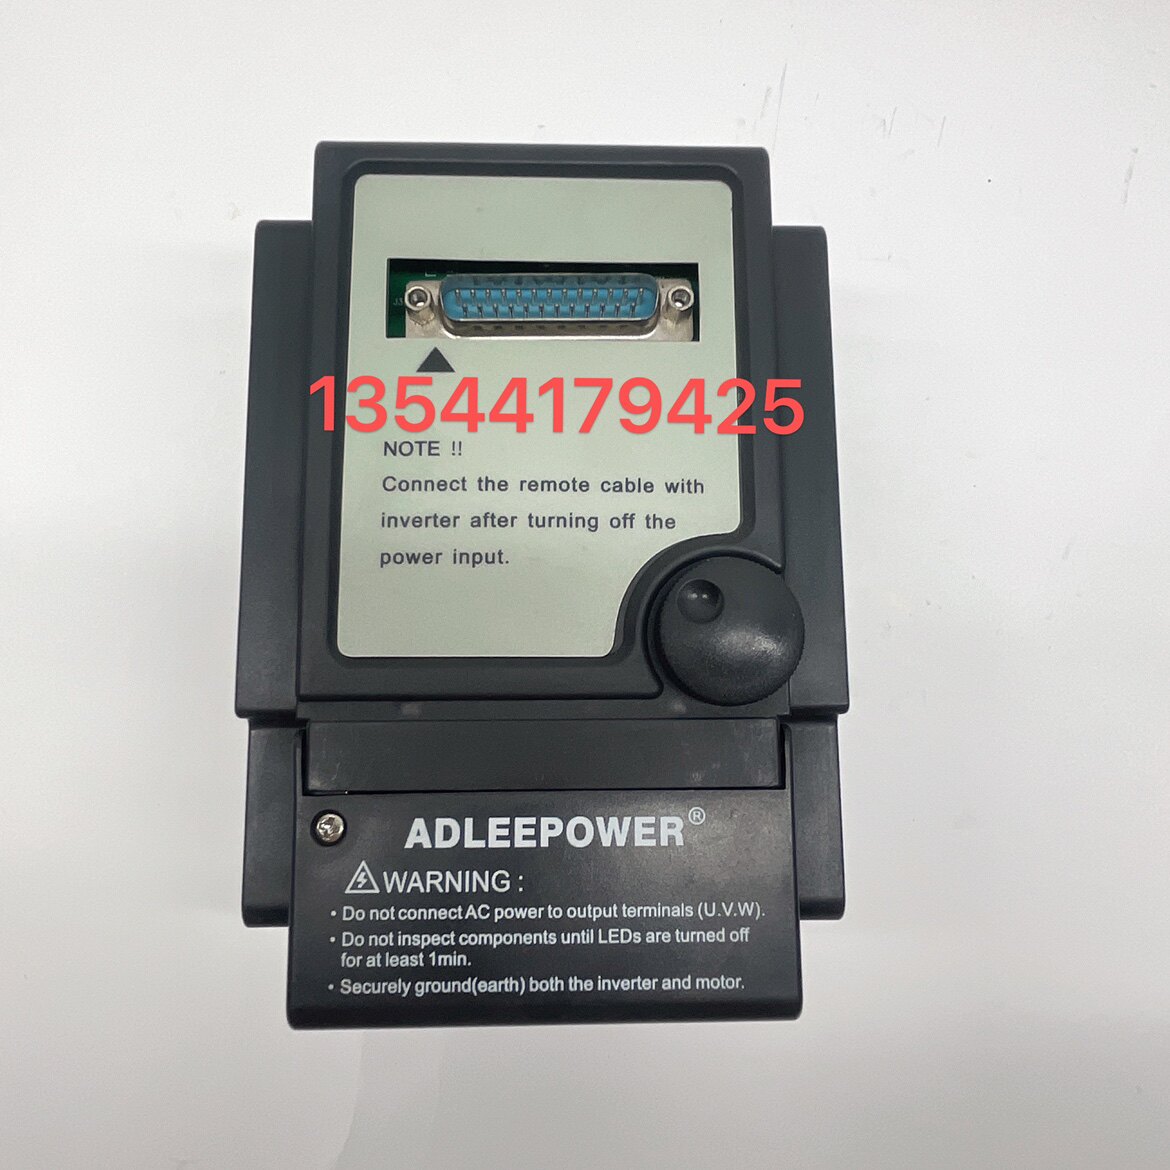 13544179425
NOTE !!
Connect the remote cable with
inverter after turning off the
power input.
ADLEEPOWER®
WARNING :
• Do not connect AC power to output terminals (U.V.W).
• Do not inspect components until LEDs are turned off
for at least 1min.
• Securely ground(earth) both the inverter and motor.